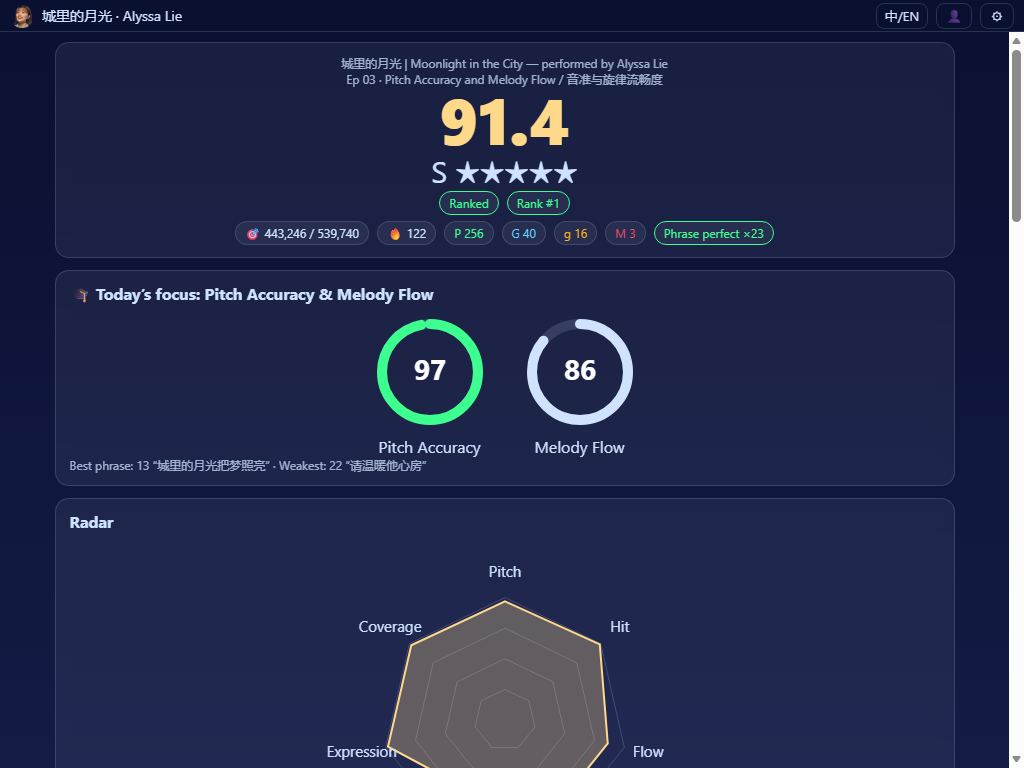 城里的月光 · Alyssa Lie
中/EN
城里的月光 | Moonlight in the City — performed by Alyssa Lie
Ep 03 · Pitch Accuracy and Melody Flow / 音准与旋律流畅度
91.4
S ★★★★★
Ranked
Rank #1
443,246 / 539,740
122
P 256
G 40
g 16
M 3
Phrase perfect ×23
Today’s focus: Pitch Accuracy & Melody Flow
97
86
Pitch Accuracy
Melody Flow
Best phrase: 13 “城里的月光把梦照亮” · Weakest: 22 “请温暖他心房”
Radar
Pitch
Coverage
Hit
Expression
Flow